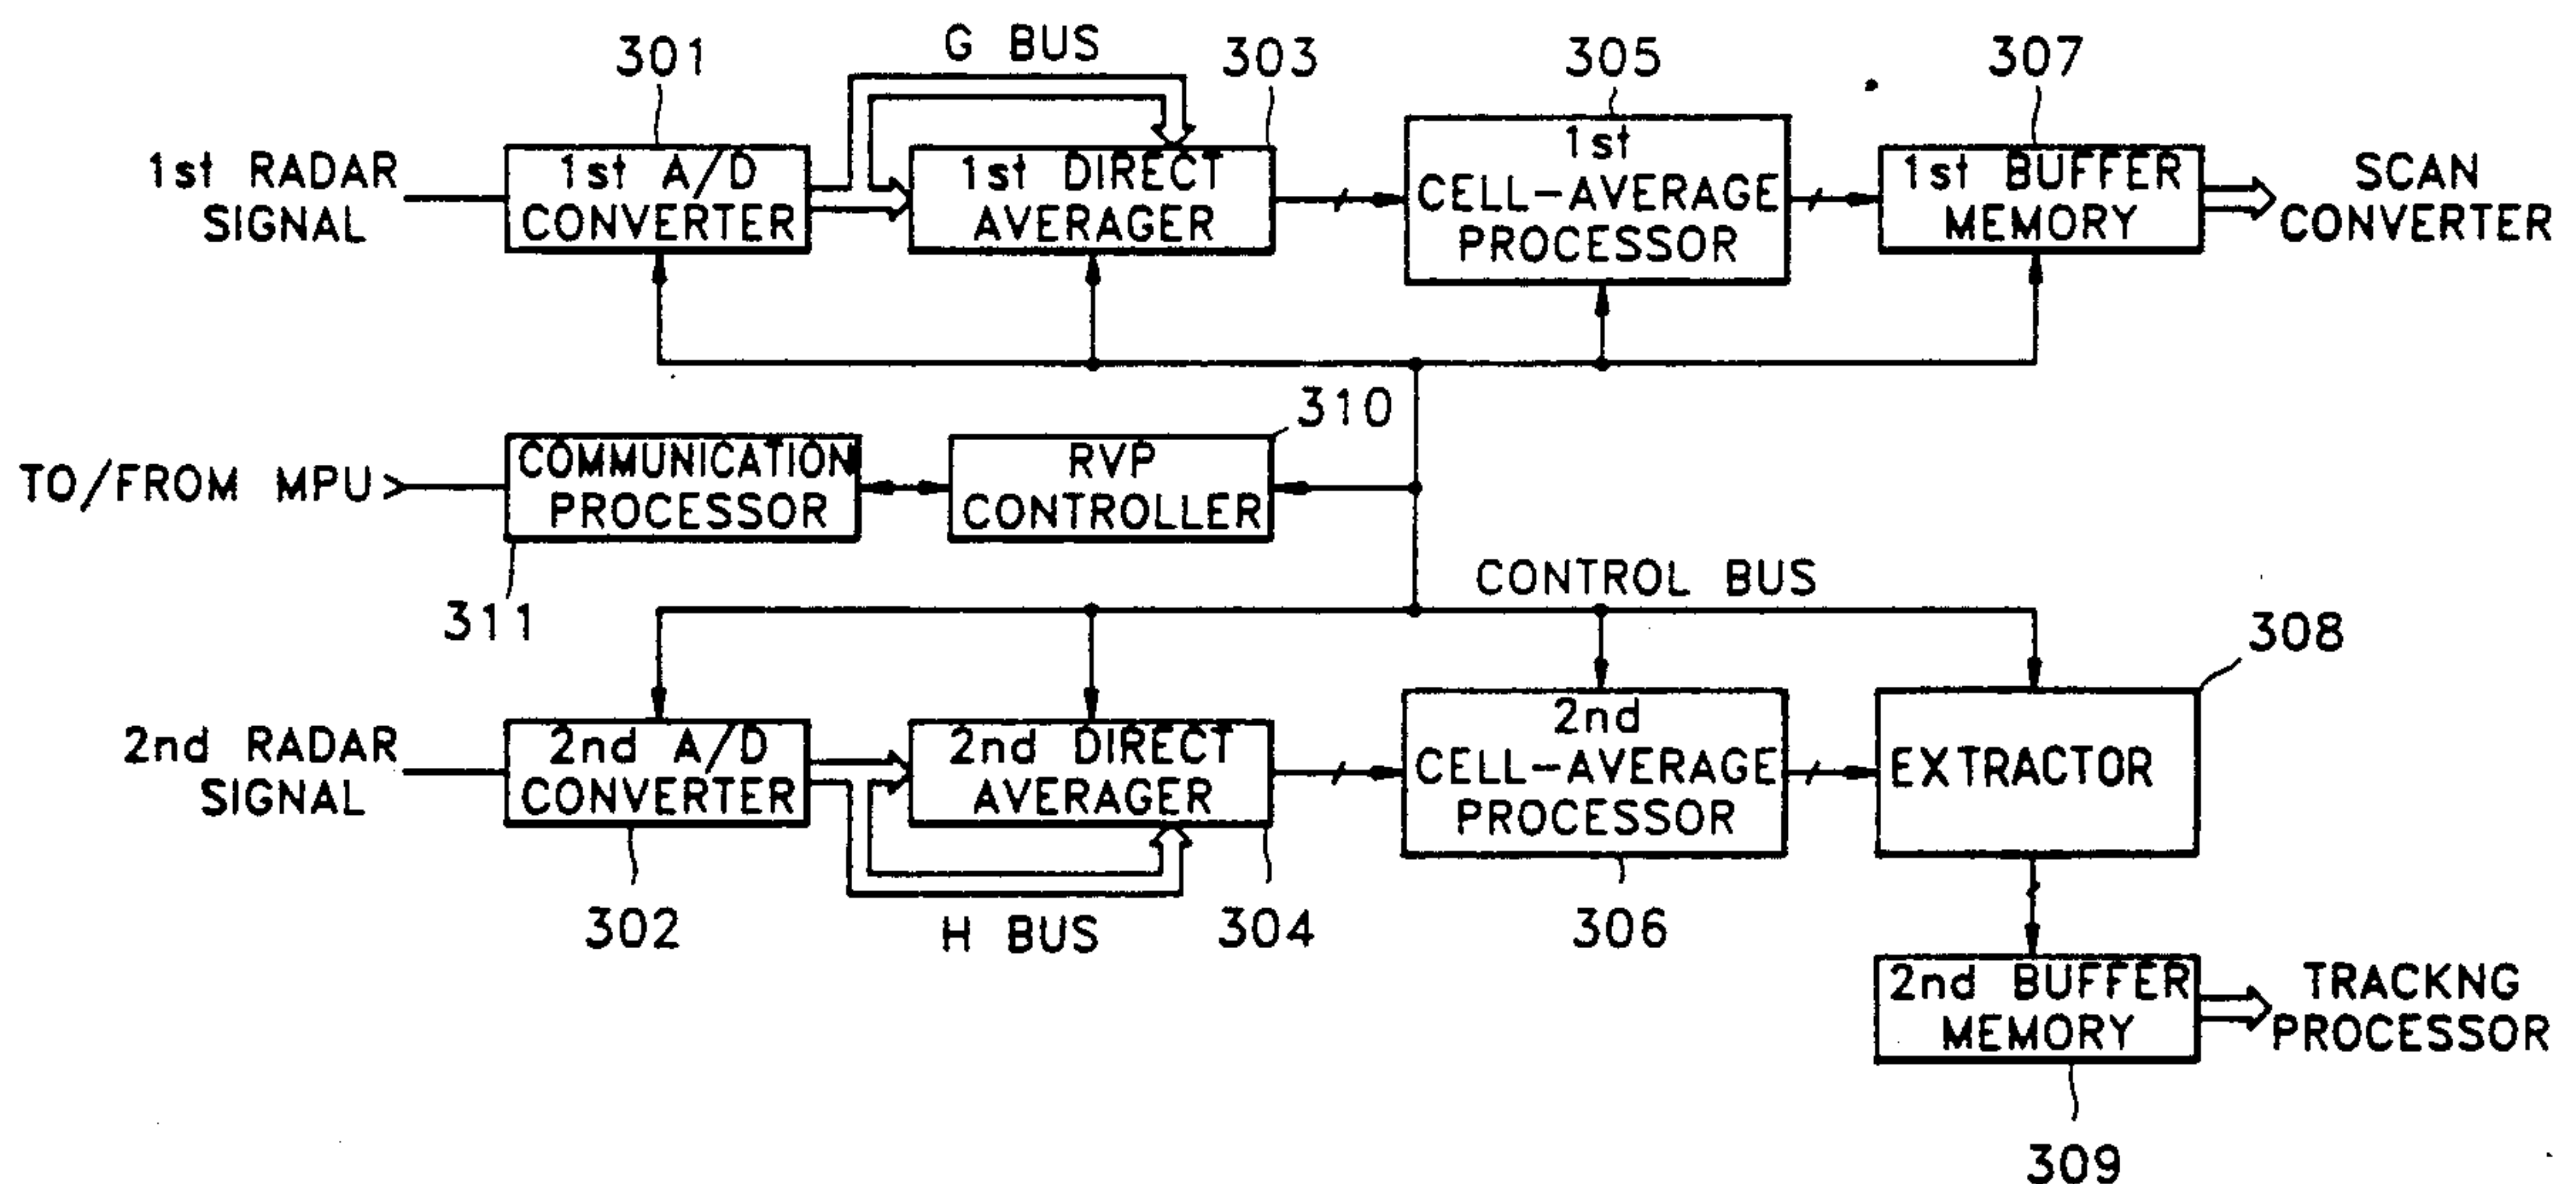 G BUS
301
303
305
307
1st RADAR
SIGNAL
1st A/D
CONVERTER
1st DIRECT
AVERAGER
1st
CELL-AVERAGE
PROCESSOR
1st BUFFER
MEMORY
SCAN
CONVERTER
310
TO/FROM MPU
COMMUNICATION
PROCESSOR
RVP
CONTROLLER
311
CONTROL BUS
308
2nd RADAR
SIGNAL
2nd A/D
CONVERTER
2nd DIRECT
AVERAGER
2nd
CELL-AVERAGE
PROCESSOR
EXTRACTOR
302
H BUS
304
306
2nd BUFFER
MEMORY
TRACKNG
PROCESSOR
309